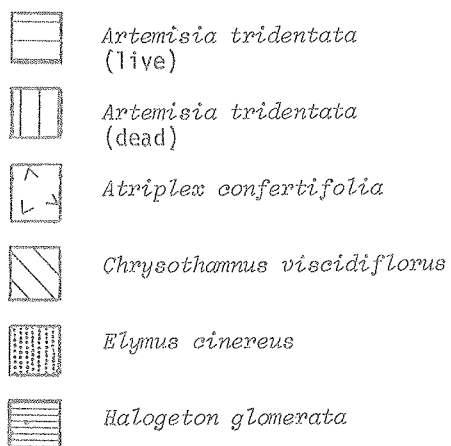 Artemisia tridentata
(live)
Artemisia tridentata
(dead)
Atriplex confertifolia
Chrysothamnus viscidiflorus
Elymus cinereus
Halogeton glomerata